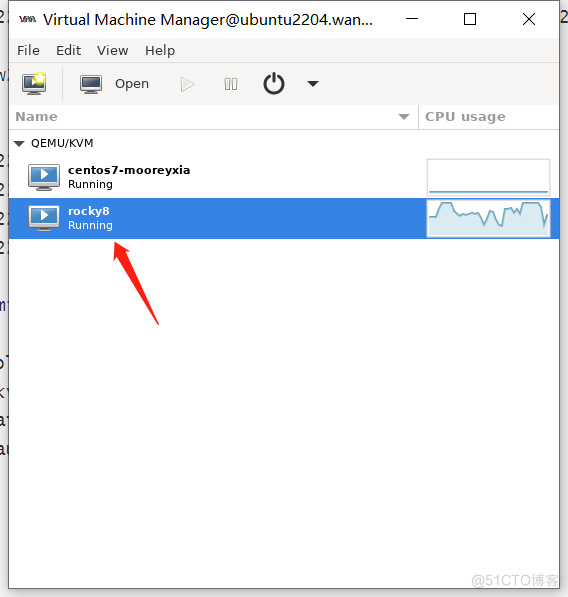 Virtual Machine Manager@ubuntu2204.wan...
File Edit View Help
Open
Name CPU usage
QEMU/KVM
centos7-mooreyxia
Running
rocky8
Running
@51CTO博客